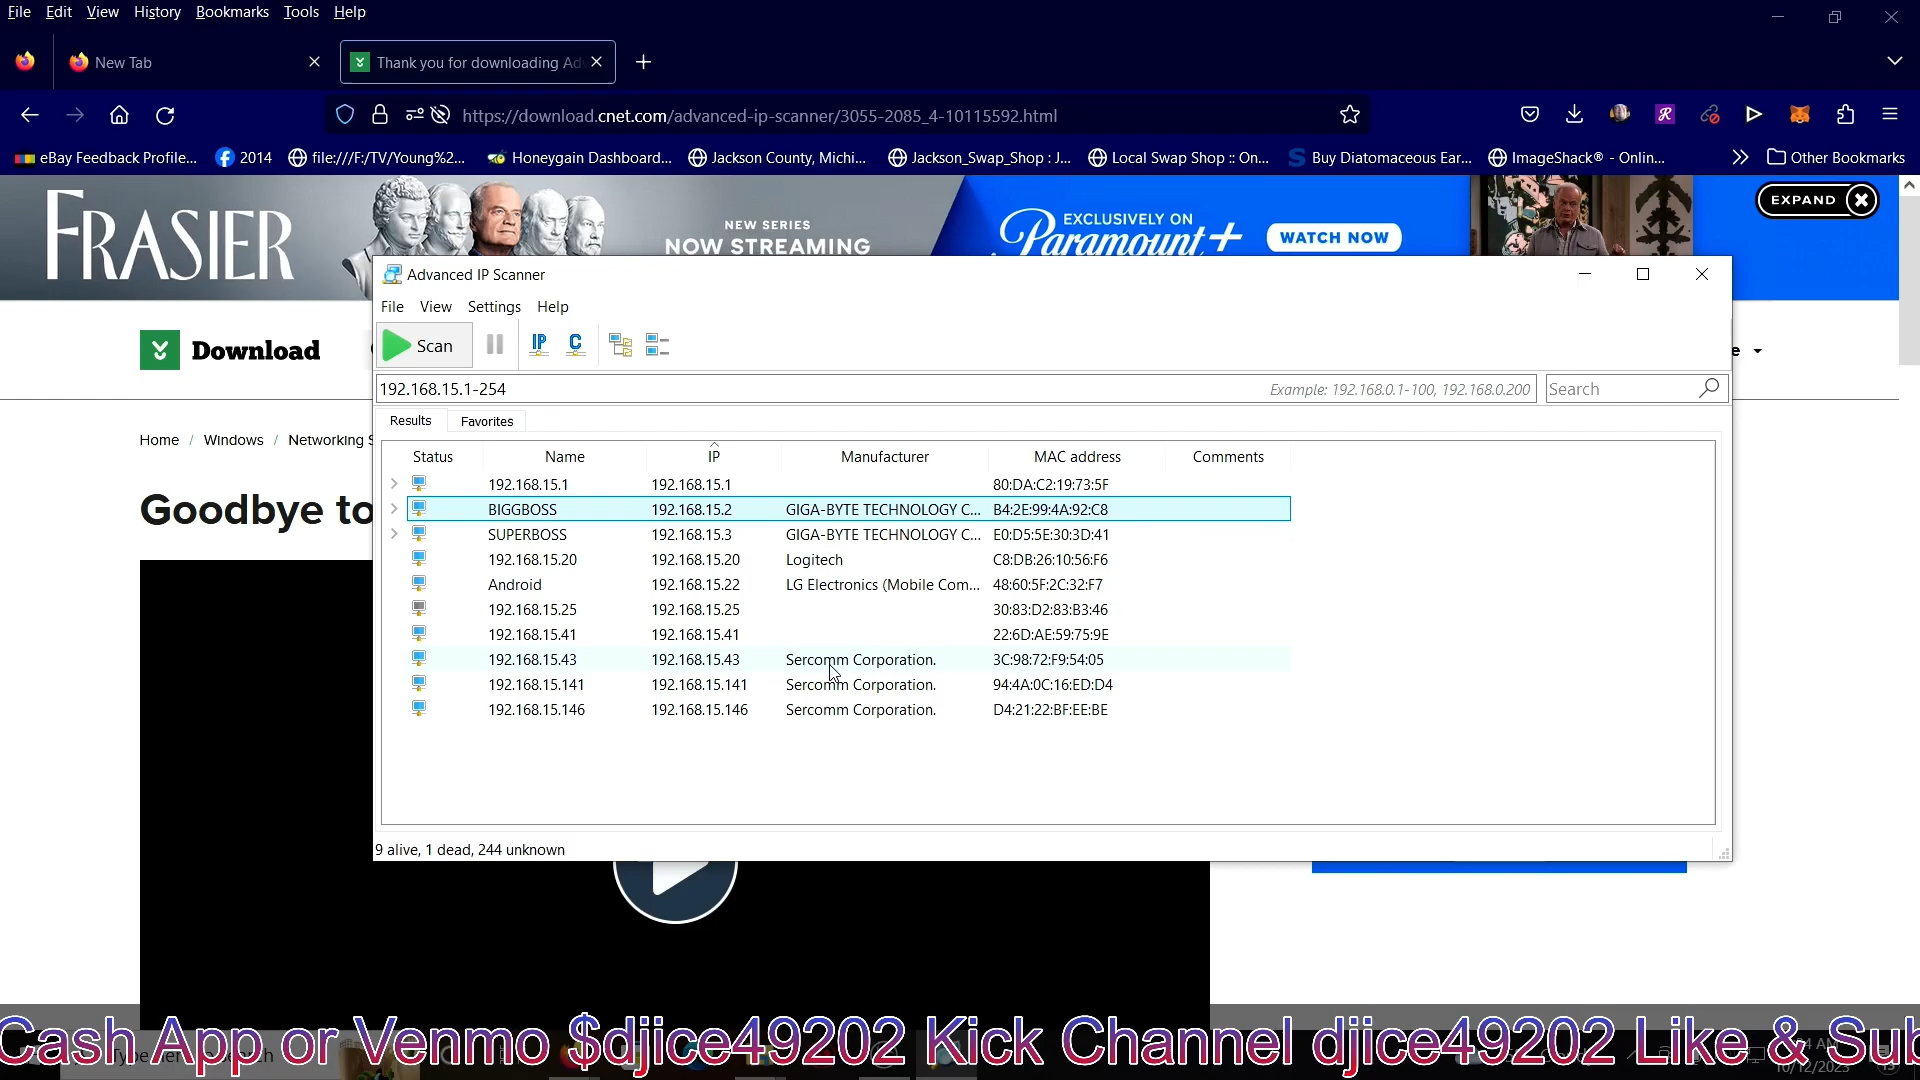 File Edit View History Bookmarks Tools Help
New Tab
Thank you for downloading Ad
https://download.cnet.com/advanced-ip-scanner/3055-2085_4-10115592.html
eBay Feedback Profile... 2014 file:///F:/TV/Young%2... Honeygain Dashboard... Jackson County, Michi... Jackson_Swap_Shop : J... Local Swap Shop :: On... Buy Diatomaceous Ear... ImageShack® - Onlin... Other Bookmarks
FRASIER
NEW SERIES
NOW STREAMING
EXCLUSIVELY ON
Paramount+
WATCH NOW
EXPAND
Advanced IP Scanner
File View Settings Help
Download
Scan
IP C
192.168.15.1-254
Example: 192.168.0.1-100, 192.168.0.200
Search
Results Favorites
Home / Windows / Networking S
Status Name IP Manufacturer MAC address Comments
192.168.15.1 192.168.15.1 80:DA:C2:19:73:5F
BIGGBOSS 192.168.15.2 GIGA-BYTE TECHNOLOGY C... B4:2E:99:4A:92:C8
SUPERBOSS 192.168.15.3 GIGA-BYTE TECHNOLOGY C... E0:D5:5E:30:3D:41
192.168.15.20 192.168.15.20 Logitech C8:DB:26:10:56:F6
Android 192.168.15.22 LG Electronics (Mobile Com... 48:60:5F:2C:32:F7
192.168.15.25 192.168.15.25 30:83:D2:83:B3:46
192.168.15.41 192.168.15.41 22:6D:AE:59:75:9E
192.168.15.43 192.168.15.43 Sercomm Corporation. 3C:98:72:F9:54:05
192.168.15.141 192.168.15.141 Sercomm Corporation. 94:4A:0C:16:ED:D4
192.168.15.146 192.168.15.146 Sercomm Corporation. D4:21:22:BF:EE:BE
Goodbye to
9 alive, 1 dead, 244 unknown
Cash App or Venmo $djice49202 Kick Channel djice49202 Like & Sub
10/12/2023